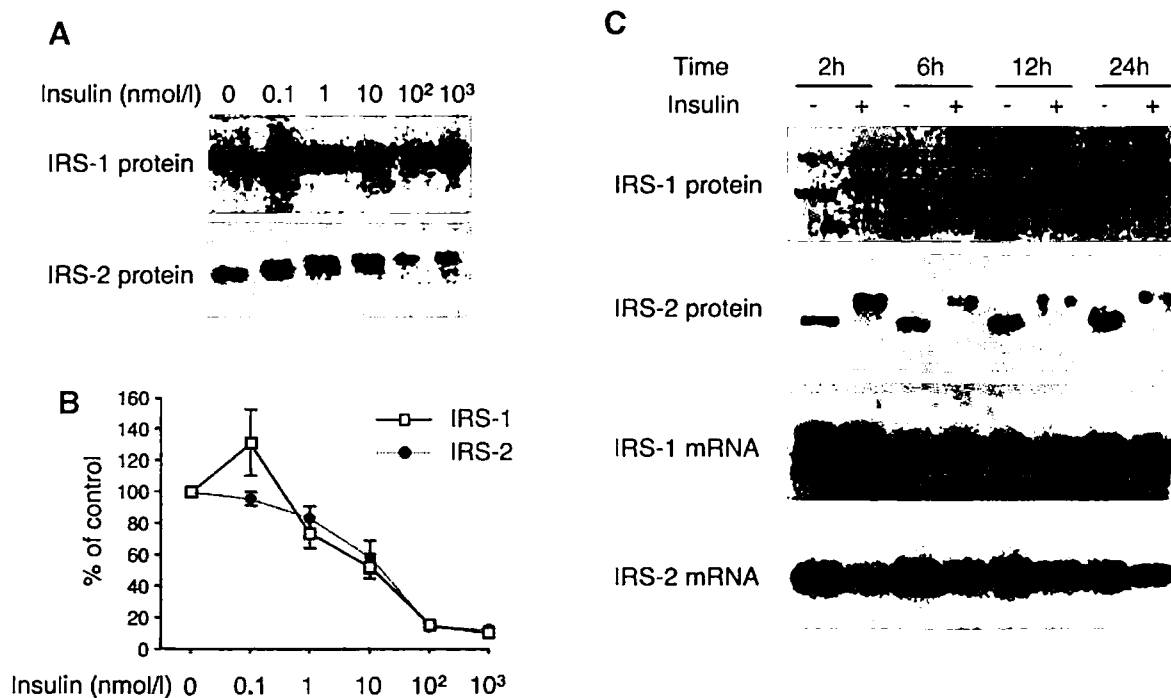 A
Insulin (nmol/l) 0 0.1 1 10 10² 10³
IRS-1 protein
IRS-2 protein
B
160
140
120
100
80
60
40
20
0
% of control
IRS-1
IRS-2
Insulin (nmol/l) 0 0.1 1 10 10² 10³
C
Time 2h 6h 12h 24h
Insulin - + - + - + - +
IRS-1 protein
IRS-2 protein
IRS-1 mRNA
IRS-2 mRNA